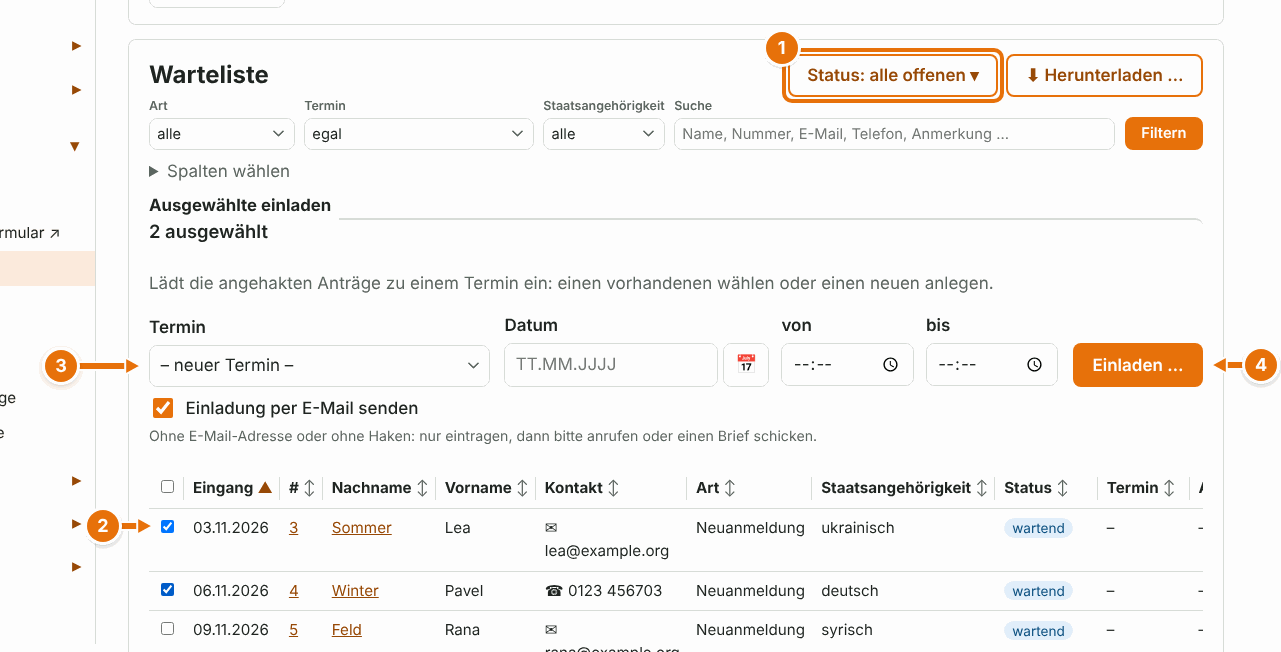 1
Warteliste
Status: alle offenen ▾
⬇ Herunterladen ...
Art
Termin
Staatsangehörigkeit
Suche
alle
egal
alle
Name, Nummer, E-Mail, Telefon, Anmerkung ...
Filtern
▶ Spalten wählen
Ausgewählte einladen
2 ausgewählt
rmular ↗
Lädt die angehakten Anträge zu einem Termin ein: einen vorhandenen wählen oder einen neuen anlegen.
Termin
Datum
von
bis
3
– neuer Termin –
TT.MM.JJJJ
--:--
--:--
Einladen ...
4
ge
Einladung per E-Mail senden
e
Ohne E-Mail-Adresse oder ohne Haken: nur eintragen, dann bitte anrufen oder einen Brief schicken.
Eingang ▲ # ↕ Nachname ↕ Vorname ↕ Kontakt ↕ Art ↕ Staatsangehörigkeit ↕ Status ↕ Termin ↕
2
03.11.2026 3 Sommer Lea ✉ Neuanmeldung ukrainisch wartend – -
lea@example.org
06.11.2026 4 Winter Pavel ☎ 0123 456703 Neuanmeldung deutsch wartend – -
09.11.2026 5 Feld Rana ✉ Neuanmeldung syrisch wartend – -
rana@example.org